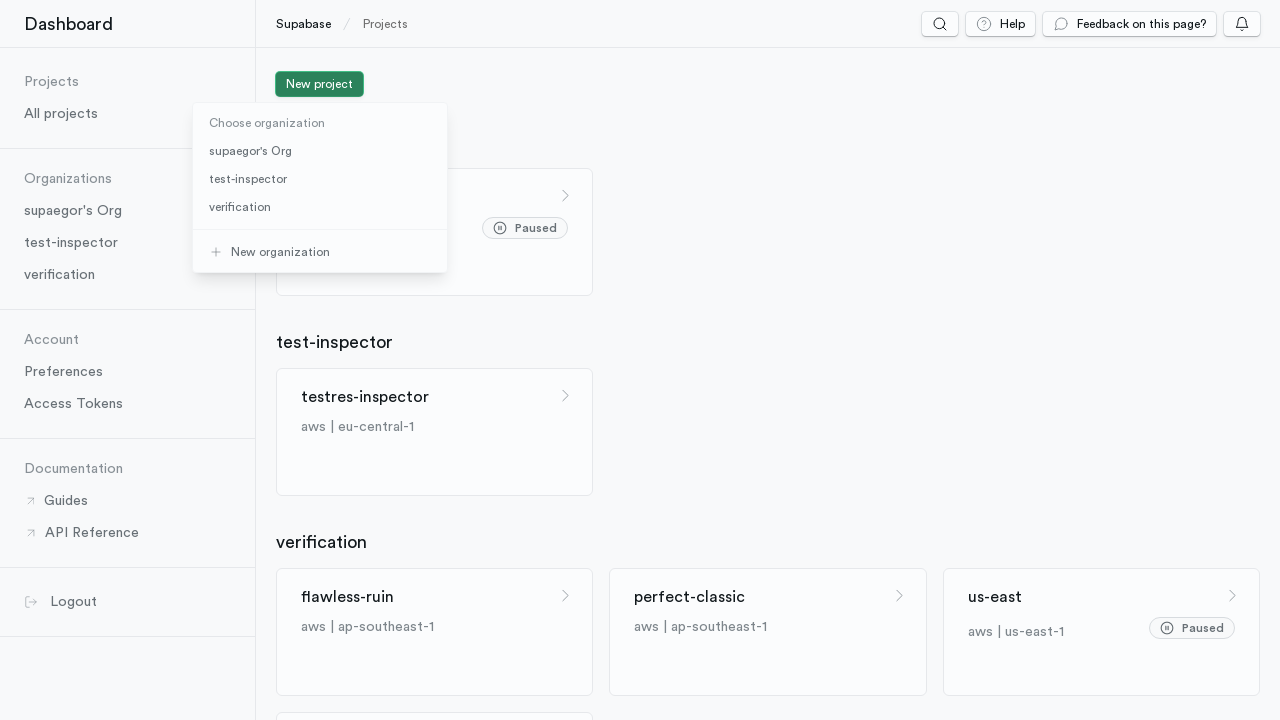 Dashboard
Supabase / Projects
Help
Feedback on this page?
Projects
All projects
Organizations
supaegor's Org
test-inspector
verification
Account
Preferences
Access Tokens
Documentation
Guides
API Reference
Logout
New project
Choose organization
supaegor's Org
test-inspector
verification
New organization
Paused
test-inspector
testres-inspector
aws | eu-central-1
verification
flawless-ruin
aws | ap-southeast-1
perfect-classic
aws | ap-southeast-1
us-east
aws | us-east-1
Paused